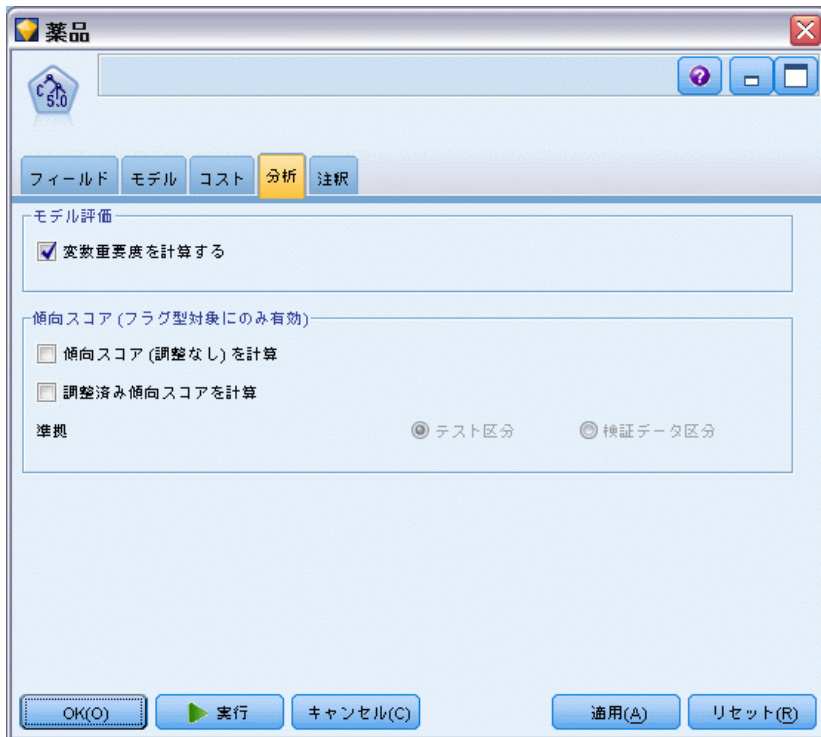 薬品
C5.0
フィールド モデル コスト 分析 注釈
モデル評価
変数重要度を計算する
傾向スコア (フラグ型対象にのみ有効)
傾向スコア (調整なし) を計算
調整済み傾向スコアを計算
準拠 テスト区分 検証データ区分
OK(O) 実行 キャンセル(C) 適用(A) リセット(R)